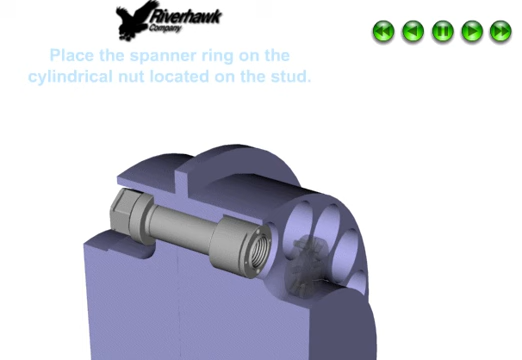 Riverhawk
Company
Place the spanner ring on the
cylindrical nut located on the stud.